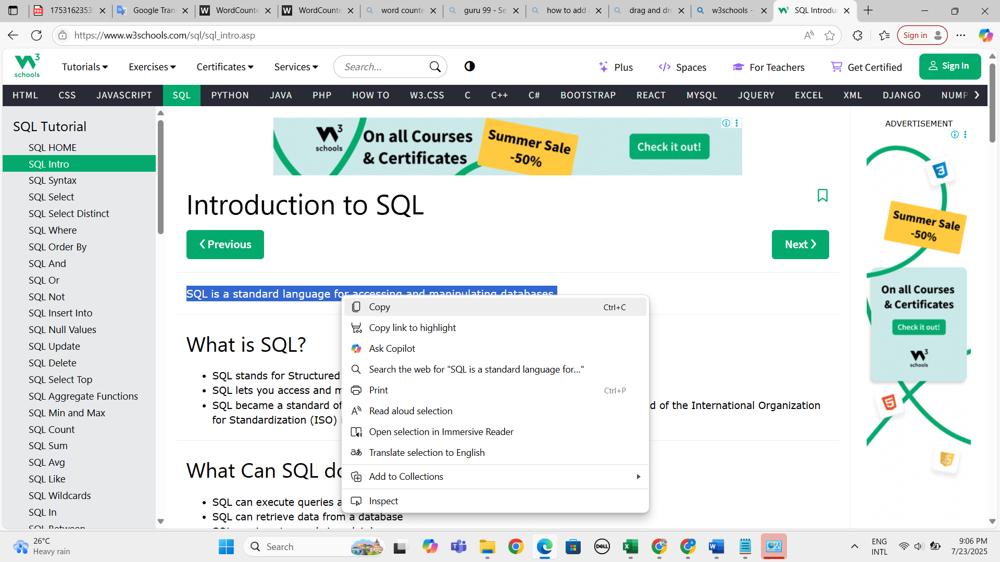 1753162353
Google Tran
WordCounte
WordCounte
word counte
guru 99 - Se
how to add
drag and dro
w3schools -
SQL Introduc
https://www.w3schools.com/sql/sql_intro.asp
Sign in
schools
Tutorials
Exercises
Certificates
Services
Search...
Plus
Spaces
For Teachers
Get Certified
Sign In
HTML CSS JAVASCRIPT SQL PYTHON JAVA PHP HOW TO W3.CSS C C++ C# BOOTSTRAP REACT MYSQL JQUERY EXCEL XML DJANGO NUMP
SQL Tutorial
SQL HOME
SQL Intro
SQL Syntax
SQL Select
SQL Select Distinct
SQL Where
SQL Order By
SQL And
SQL Or
SQL Not
SQL Insert Into
SQL Null Values
SQL Update
SQL Delete
SQL Select Top
SQL Aggregate Functions
SQL Min and Max
SQL Count
SQL Sum
SQL Avg
SQL Like
SQL Wildcards
SQL In
SQL Between
3
schools
On all Courses
& Certificates
Summer Sale
-50%
Check it out!
Introduction to SQL
❮ Previous
Next ❯
SQL is a standard language for accessing and manipulating databases.
What is SQL?
SQL stands for Structured
SQL lets you access and m
SQL became a standard of
d of the International Organization
for Standardization (ISO)
What Can SQL do
SQL can execute queries a
SQL can retrieve data from a database
Copy Ctrl+C
Copy link to highlight
Ask Copilot
Search the web for "SQL is a standard language for..."
Print Ctrl+P
Read aloud selection
Open selection in Immersive Reader
Translate selection to English
Add to Collections
Inspect
ADVERTISEMENT
Summer Sale
-50%
On all Courses
& Certificates
Check it out!
3
schools
26°C
Heavy rain
Search
DELL
ENG
INTL
9:06 PM
7/23/2025